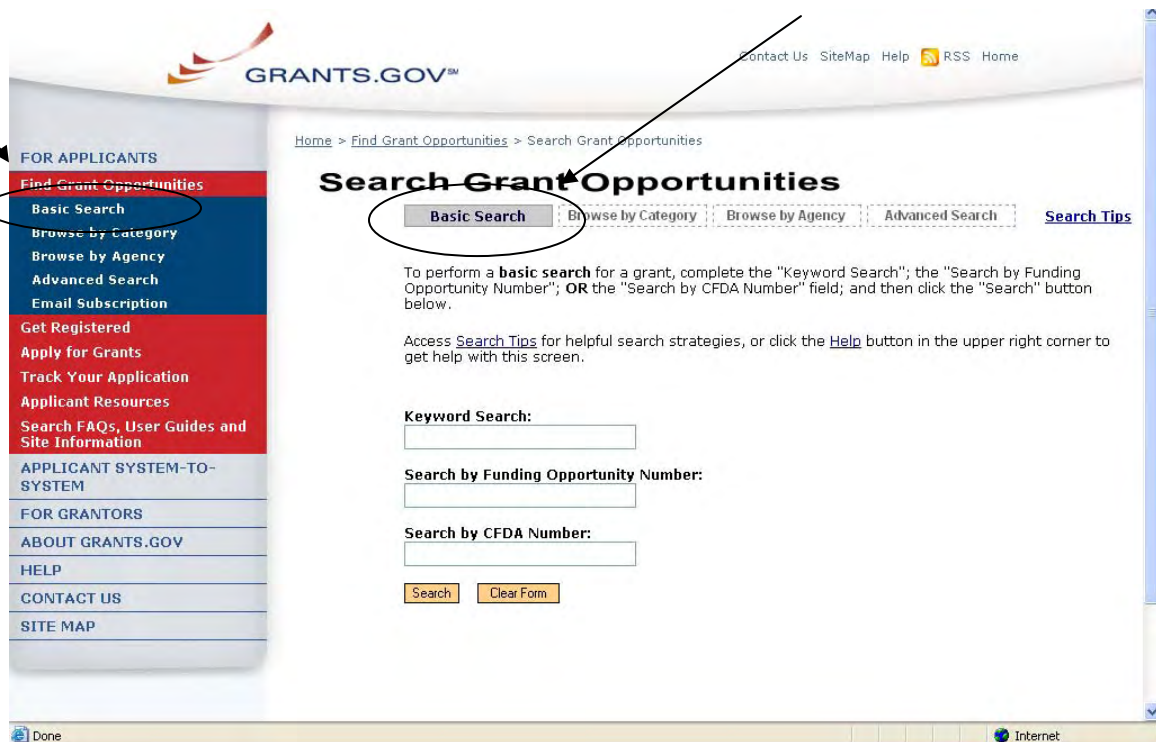 GRANTS.GOV℠
Contact Us SiteMap Help RSS Home
Home > Find Grant Opportunities > Search Grant Opportunities
FOR APPLICANTS
Find Grant Opportunities
Basic Search
Browse by Category
Browse by Agency
Advanced Search
Email Subscription
Get Registered
Apply for Grants
Track Your Application
Applicant Resources
Search FAQs, User Guides and
Site Information
APPLICANT SYSTEM-TO-
SYSTEM
FOR GRANTORS
ABOUT GRANTS.GOV
HELP
CONTACT US
SITE MAP
Search Grant Opportunities
Basic Search Browse by Category Browse by Agency Advanced Search Search Tips
To perform a basic search for a grant, complete the "Keyword Search"; the "Search by Funding
Opportunity Number"; OR the "Search by CFDA Number" field; and then click the "Search" button
below.
Access Search Tips for helpful search strategies, or click the Help button in the upper right corner to
get help with this screen.
Keyword Search:
Search by Funding Opportunity Number:
Search by CFDA Number:
Search Clear Form
Done Internet